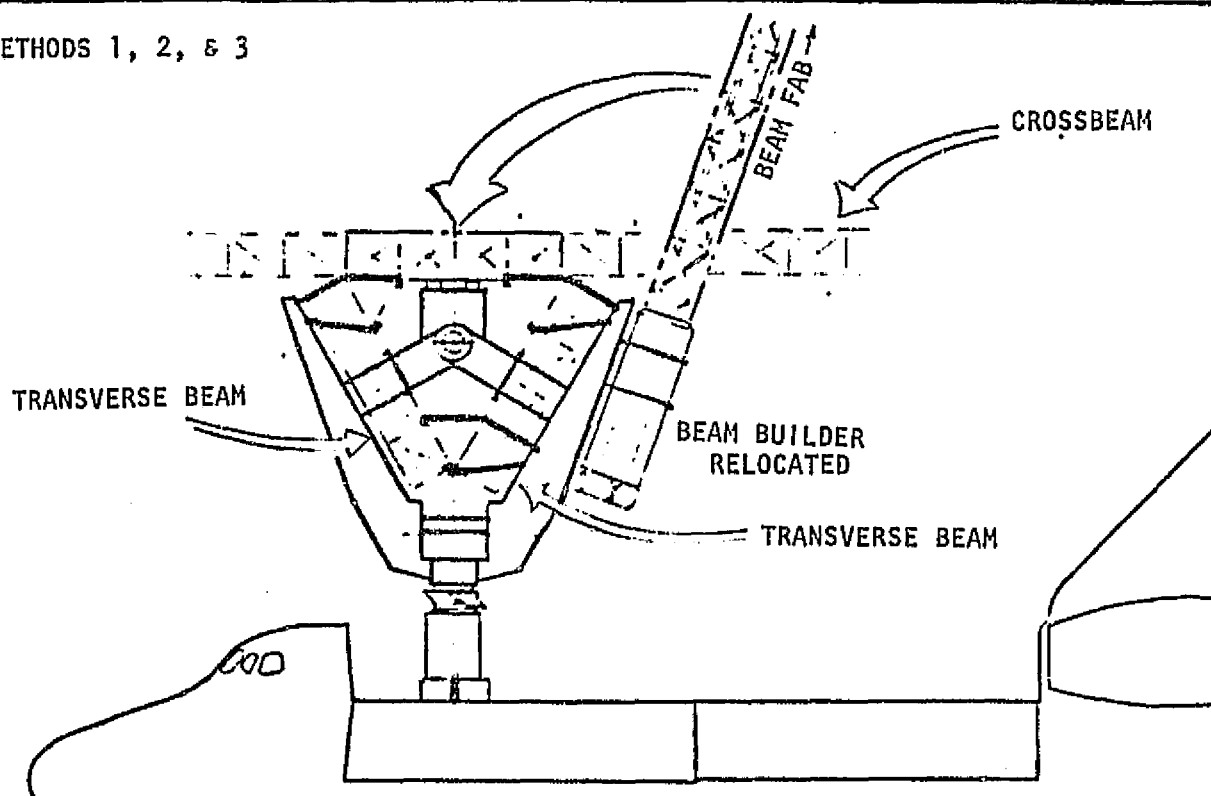 ETHODS 1, 2, & 3
BEAM FAB
CROSSBEAM
TRANSVERSE BEAM
BEAM BUILDER
RELOCATED
TRANSVERSE BEAM